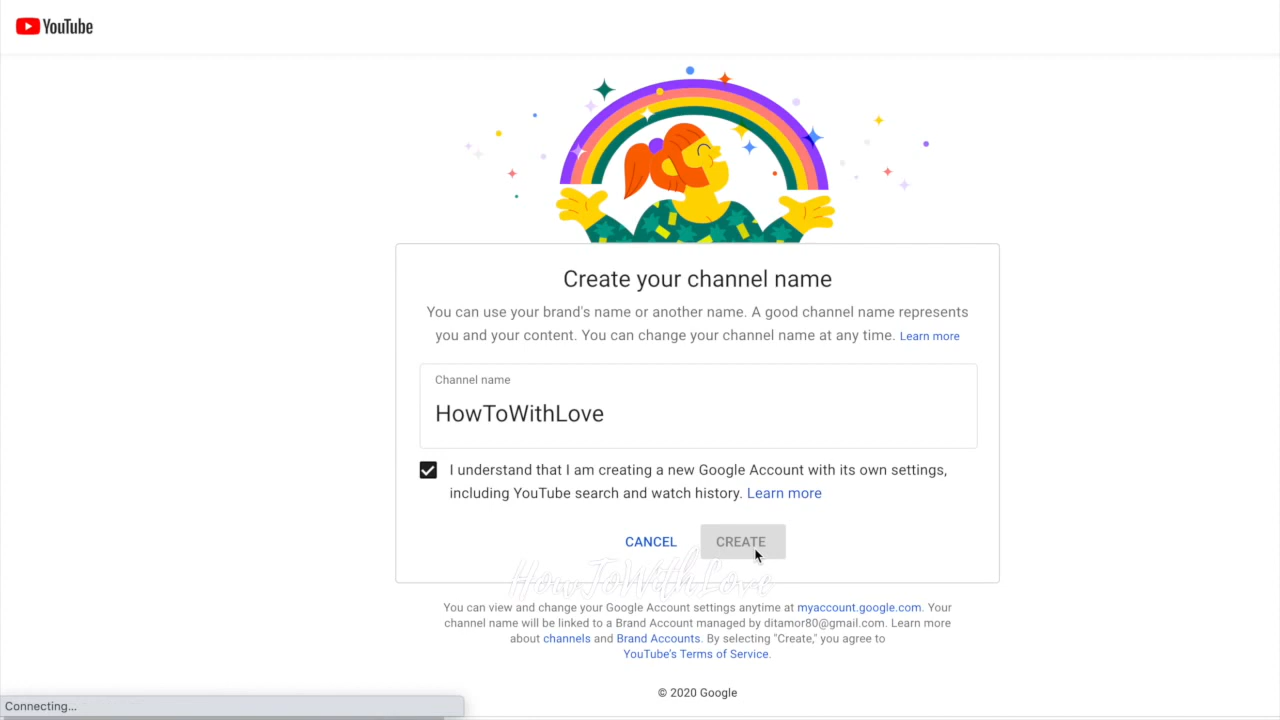 YouTube
Create your channel name
You can use your brand's name or another name. A good channel name represents
you and your content. You can change your channel name at any time. Learn more
Channel name
HowToWithLove
I understand that I am creating a new Google Account with its own settings,
including YouTube search and watch history. Learn more
CANCEL CREATE
HowToWithLove
You can view and change your Google Account settings anytime at myaccount.google.com. Your
channel name will be linked to a Brand Account managed by ditamor80@gmail.com. Learn more
about channels and Brand Accounts. By selecting "Create," you agree to
YouTube's Terms of Service.
© 2020 Google
Connecting...